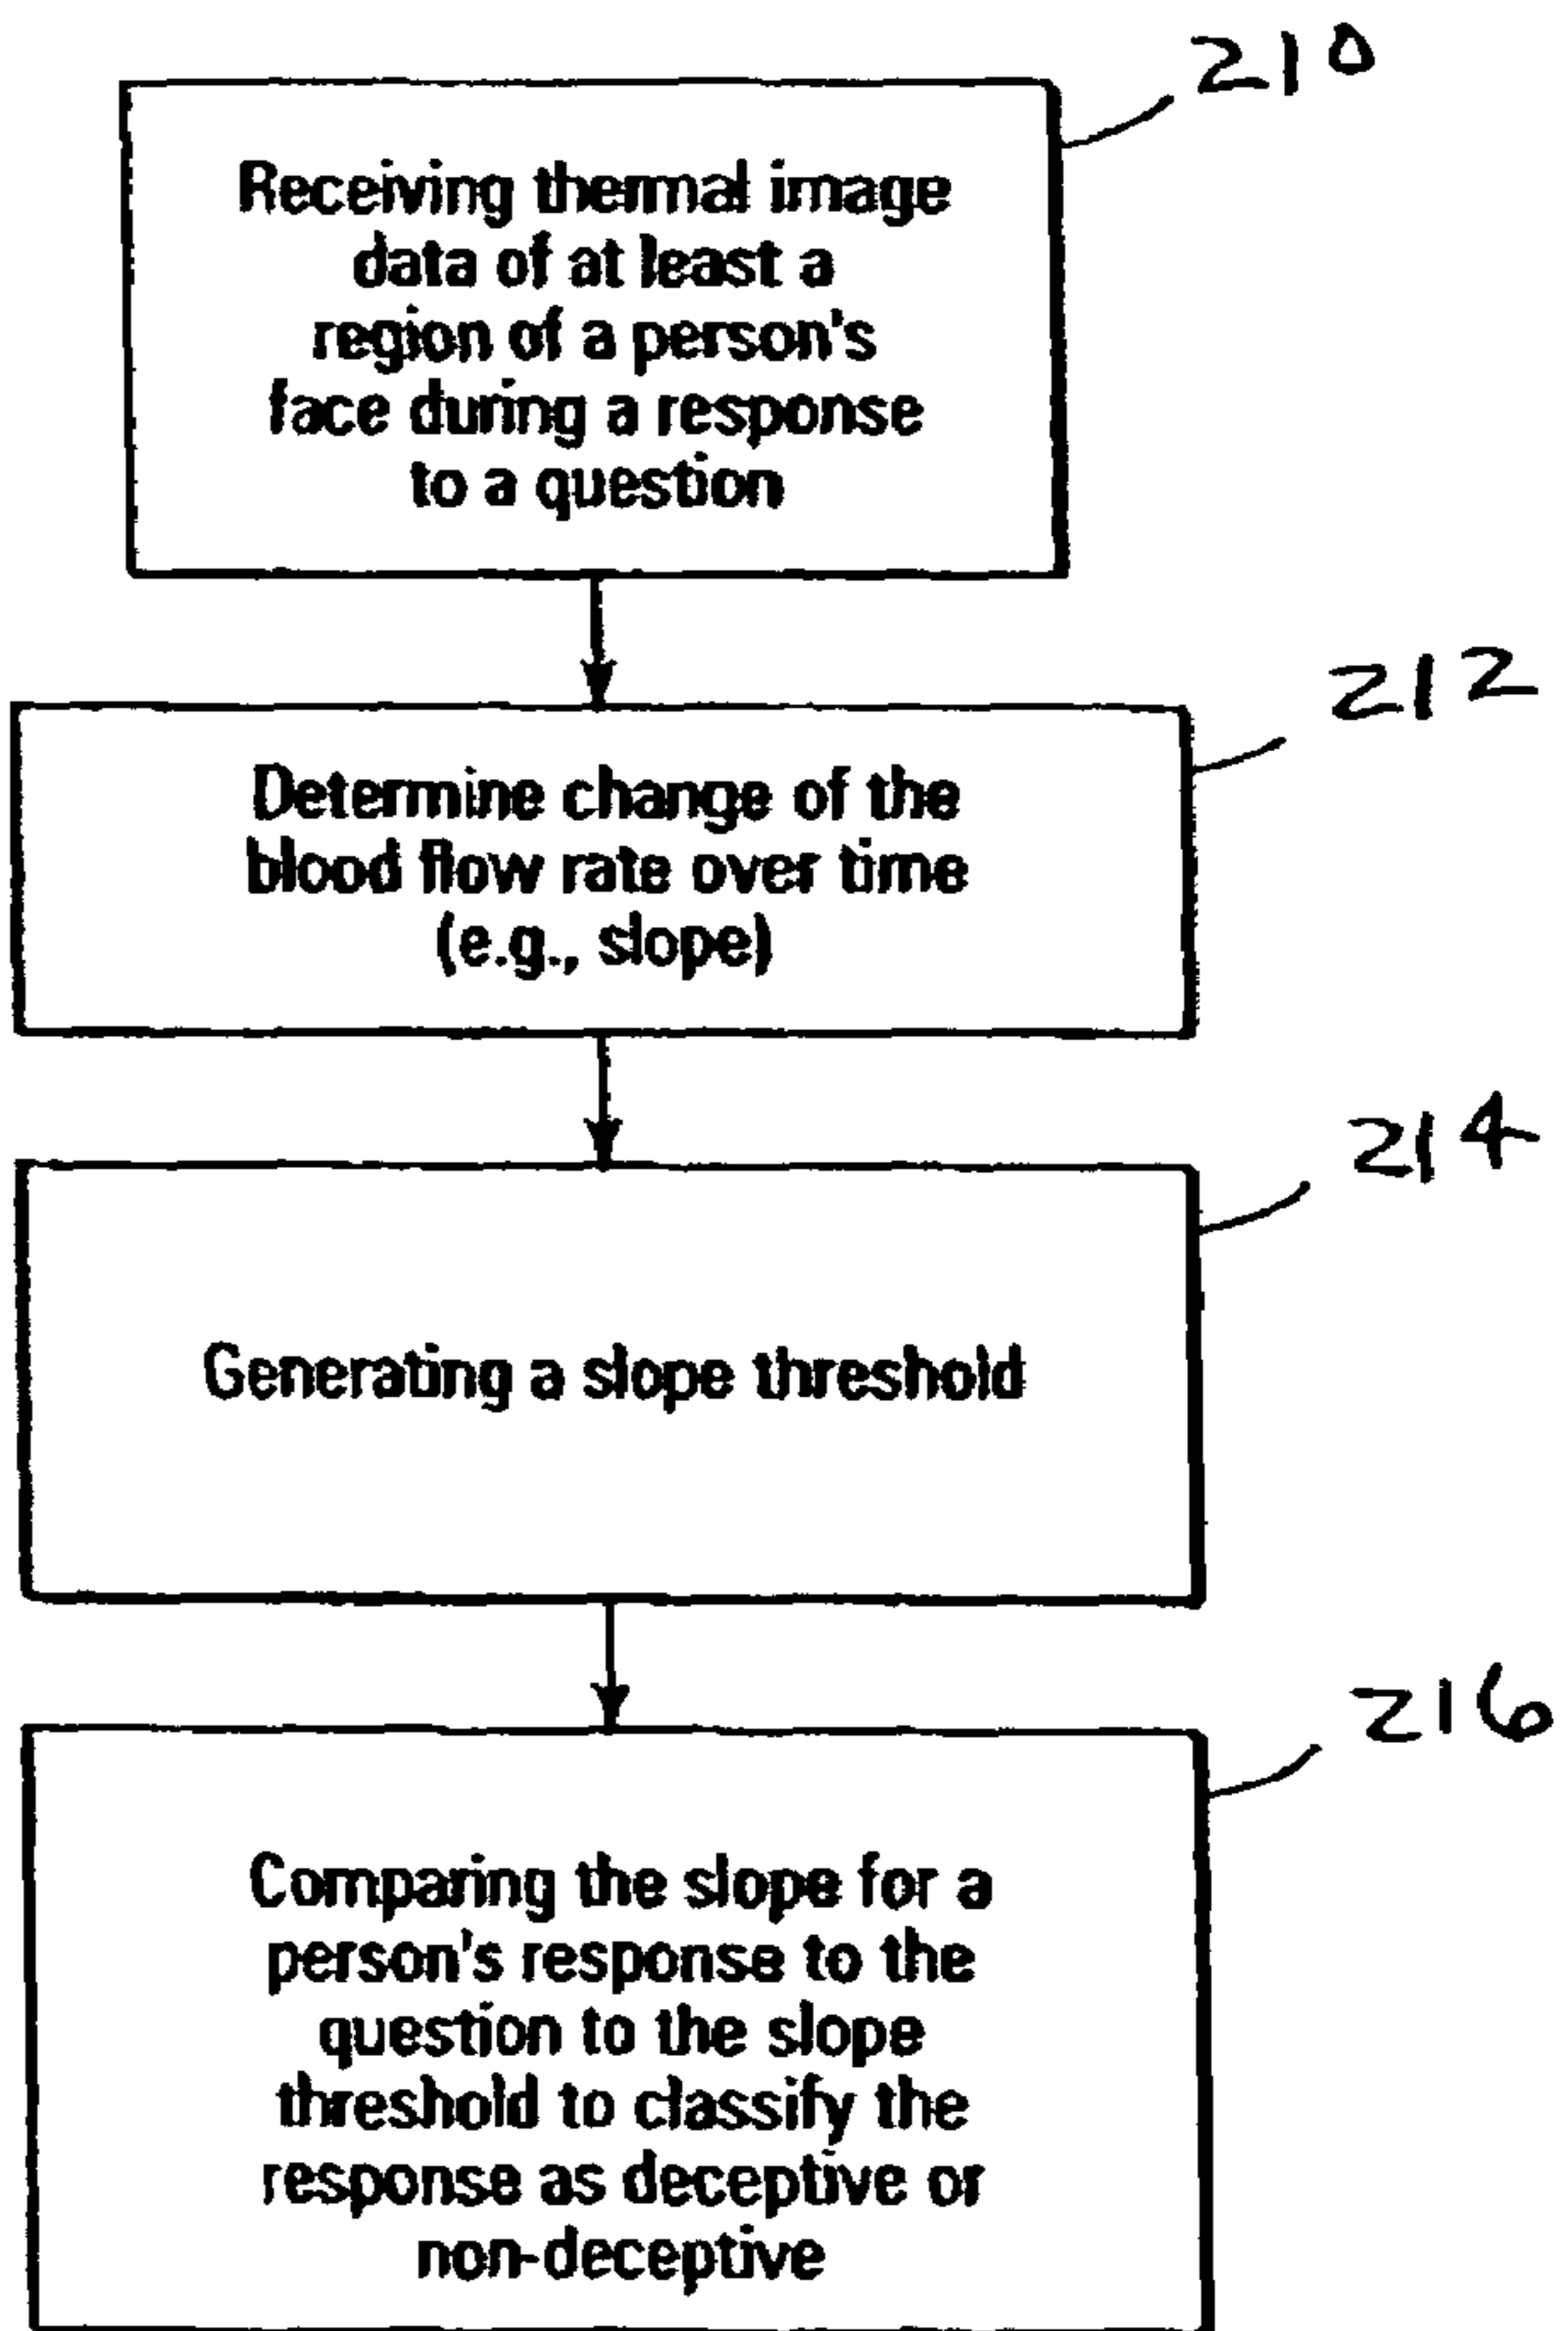 210
Receiving thermal image
data of at least a
region of a person's
face during a response
to a question
212
Determine change of the
blood flow rate over time
(e.g., slope)
214
Generating a slope threshold
216
Comparing the slope for a
person's response to the
question to the slope
threshold to classify the
response as deceptive or
non-deceptive